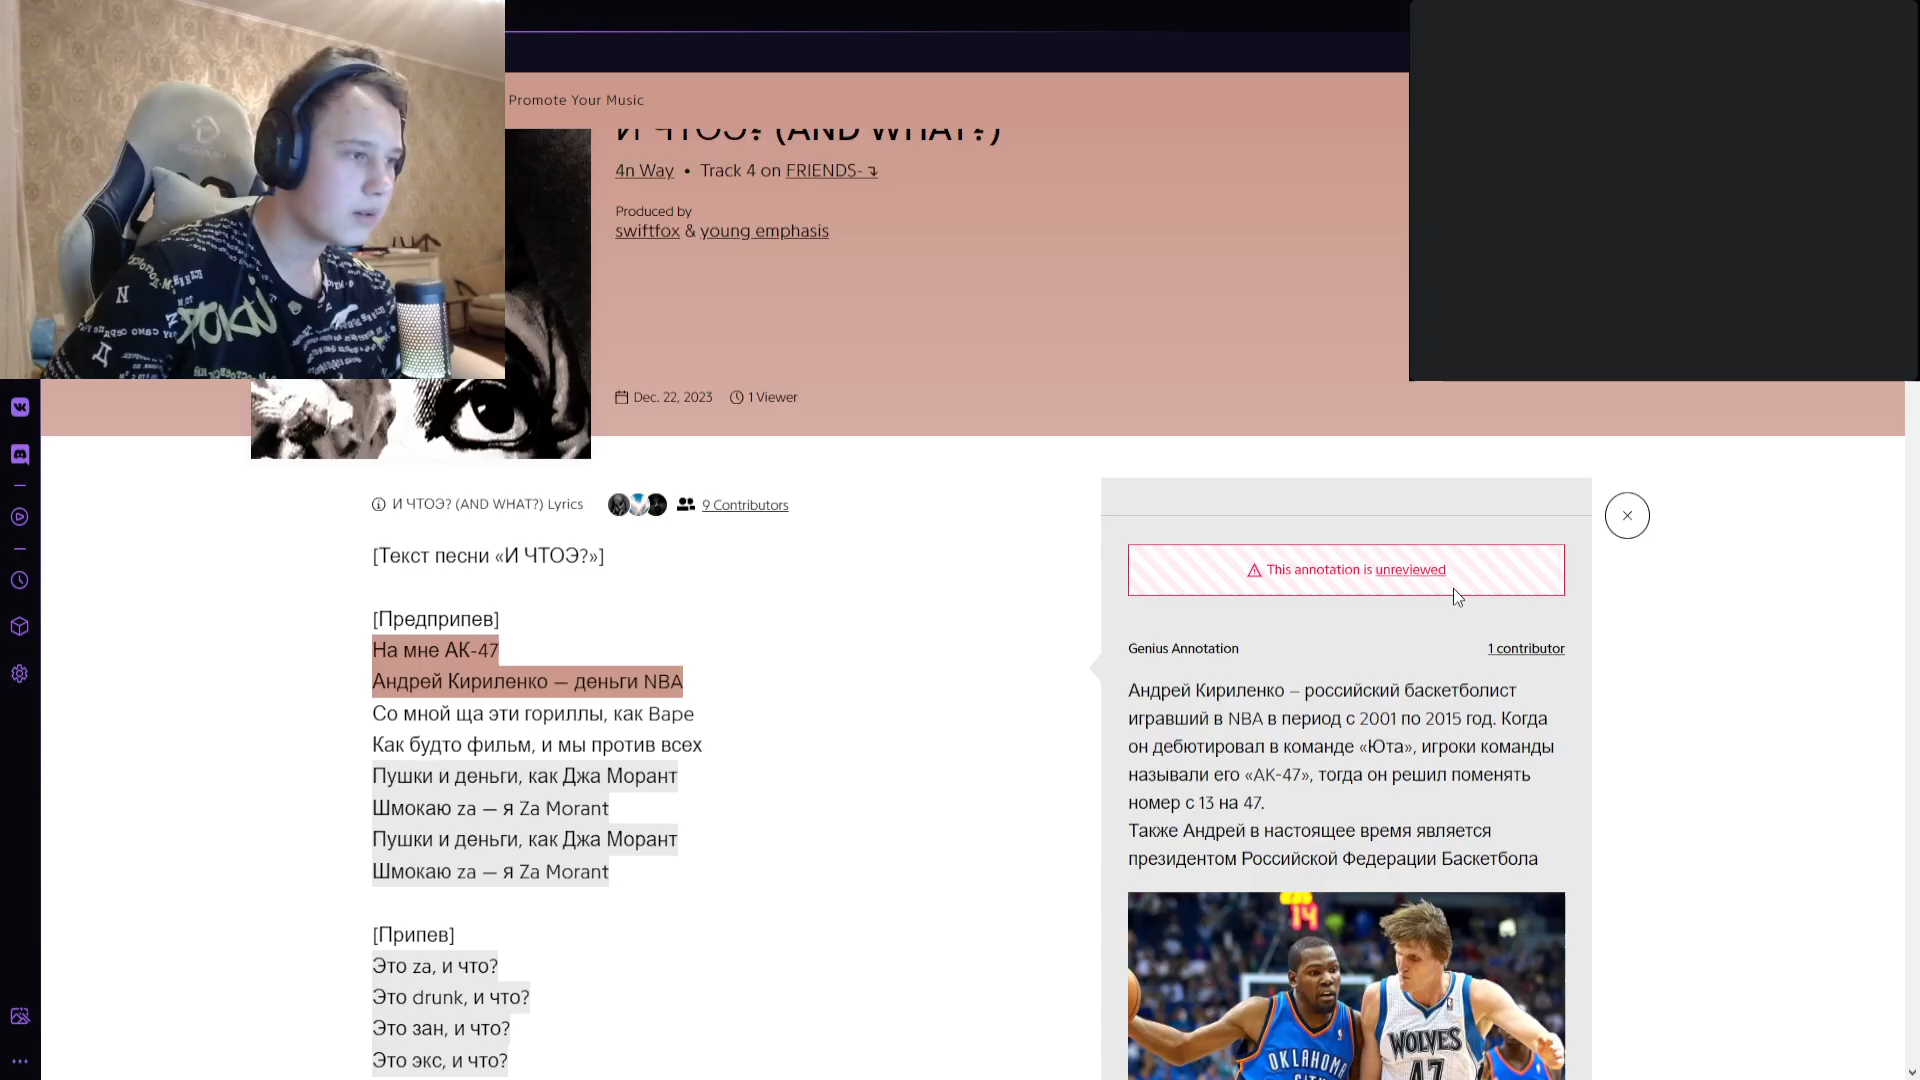 Promote Your Music
И ЧТОЭ? (AND WHAT?)
4n Way • Track 4 on FRIENDS- ↴
Produced by
swiftfox & young emphasis
Dec. 22, 2023 1 Viewer
И ЧТОЭ? (AND WHAT?) Lyrics 9 Contributors
[Текст песни «И ЧТОЭ?»]
[Предприпев]
На мне АК-47
Андрей Кириленко — деньги NBA
Со мной ща эти гориллы, как Bape
Как будто фильм, и мы против всех
Пушки и деньги, как Джа Морант
Шмокаю za — я Za Morant
Пушки и деньги, как Джа Морант
Шмокаю za — я Za Morant
[Припев]
Это za, и что?
Это drunk, и что?
Это зан, и что?
Это экс, и что?
This annotation is unreviewed
Genius Annotation 1 contributor
Андрей Кириленко – российский баскетболист
игравший в NBA в период с 2001 по 2015 год. Когда
он дебютировал в команде «Юта», игроки команды
называли его «AK-47», тогда он решил поменять
номер с 13 на 47.
Также Андрей в настоящее время является
президентом Российской Федерации Баскетбола
14
OKLAHOMA
CITY
WOLVES
47